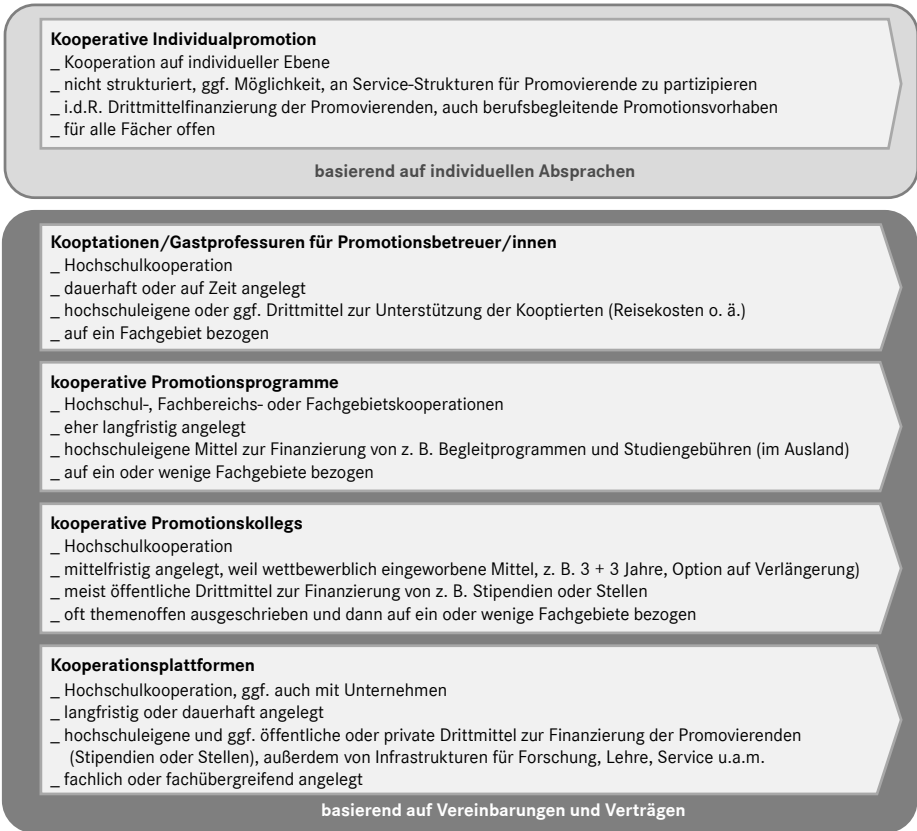 Kooperative Individualpromotion
_ Kooperation auf individueller Ebene
_ nicht strukturiert, ggf. Möglichkeit, an Service-Strukturen für Promovierende zu partizipieren
_ i.d.R. Drittmittelfinanzierung der Promovierenden, auch berufsbegleitende Promotionsvorhaben
_ für alle Fächer offen
basierend auf individuellen Absprachen
Kooptationen/Gastprofessuren für Promotionsbetreuer/innen
_ Hochschulkooperation
_ dauerhaft oder auf Zeit angelegt
_ hochschuleigene oder ggf. Drittmittel zur Unterstützung der Kooptierten (Reisekosten o. ä.)
_ auf ein Fachgebiet bezogen
kooperative Promotionsprogramme
_ Hochschul-, Fachbereichs- oder Fachgebietskooperationen
_ eher langfristig angelegt
_ hochschuleigene Mittel zur Finanzierung von z. B. Begleitprogrammen und Studiengebühren (im Ausland)
_ auf ein oder wenige Fachgebiete bezogen
kooperative Promotionskollegs
_ Hochschulkooperation
_ mittelfristig angelegt, weil wettbewerblich eingeworbene Mittel, z. B. 3 + 3 Jahre, Option auf Verlängerung)
_ meist öffentliche Drittmittel zur Finanzierung von z. B. Stipendien oder Stellen
_ oft themenoffen ausgeschrieben und dann auf ein oder wenige Fachgebiete bezogen
Kooperationsplattformen
_ Hochschulkooperation, ggf. auch mit Unternehmen
_ langfristig oder dauerhaft angelegt
_ hochschuleigene und ggf. öffentliche oder private Drittmittel zur Finanzierung der Promovierenden
(Stipendien oder Stellen), außerdem von Infrastrukturen für Forschung, Lehre, Service u.a.m.
_ fachlich oder fachübergreifend angelegt
basierend auf Vereinbarungen und Verträgen